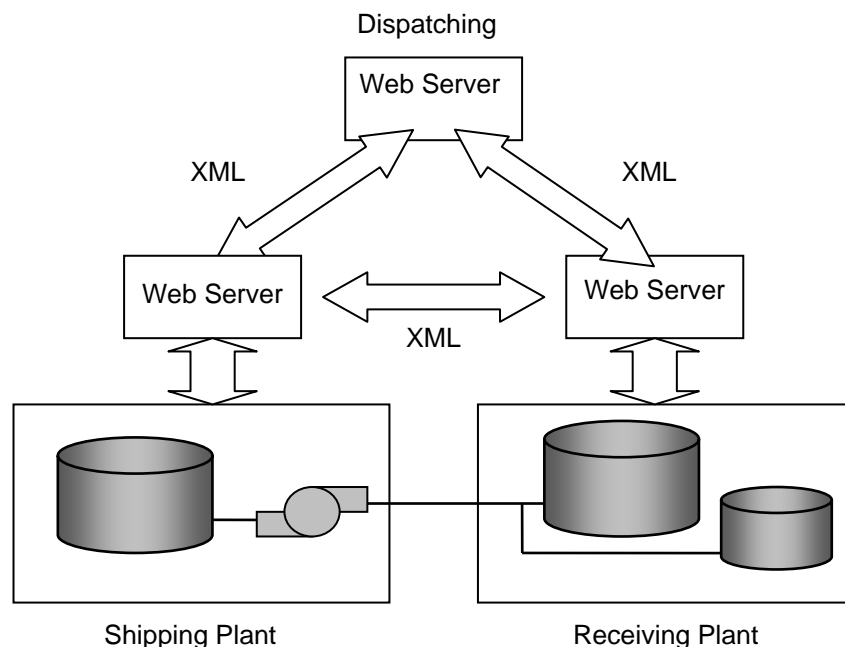 Dispatching
Web Server
XML
XML
Web Server
Web Server
XML
Shipping Plant
Receiving Plant